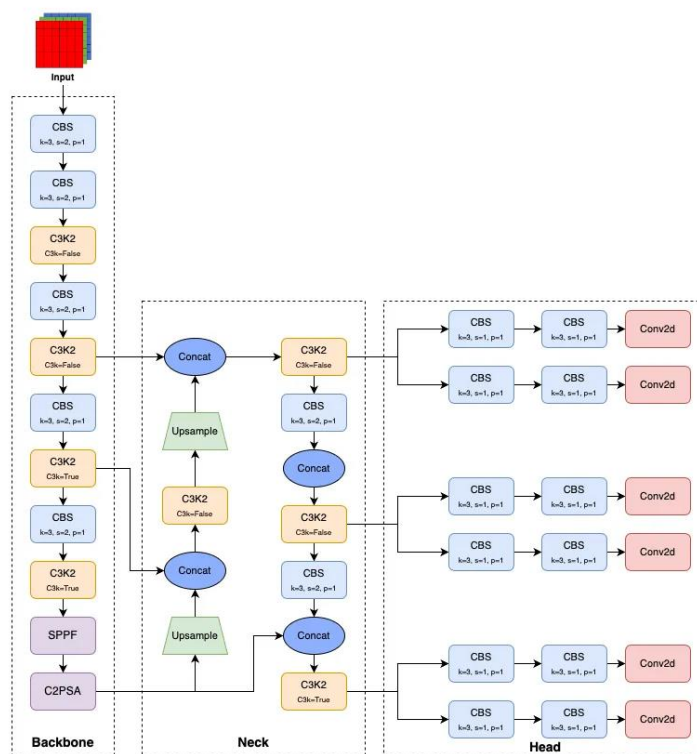 Input
CBS
k=3, s=2, p=1
CBS
k=3, s=2, p=1
C3K2
C3k=False
CBS
k=3, s=2, p=1
C3K2
C3k=False
CBS
k=3, s=2, p=1
C3K2
C3k=True
CBS
k=3, s=2, p=1
C3K2
C3k=True
SPPF
C2PSA
Backbone
Concat
Upsample
C3K2
C3k=False
Concat
Upsample
C3K2
C3k=False
CBS
k=3, s=2, p=1
Concat
C3K2
C3k=False
CBS
k=3, s=2, p=1
Concat
C3K2
C3k=True
Neck
CBS
k=3, s=1, p=1
CBS
k=3, s=1, p=1
Conv2d
CBS
k=3, s=1, p=1
CBS
k=3, s=1, p=1
Conv2d
CBS
k=3, s=1, p=1
CBS
k=3, s=1, p=1
Conv2d
CBS
k=3, s=1, p=1
CBS
k=3, s=1, p=1
Conv2d
CBS
k=3, s=1, p=1
CBS
k=3, s=1, p=1
Conv2d
CBS
k=3, s=1, p=1
CBS
k=3, s=1, p=1
Conv2d
Head